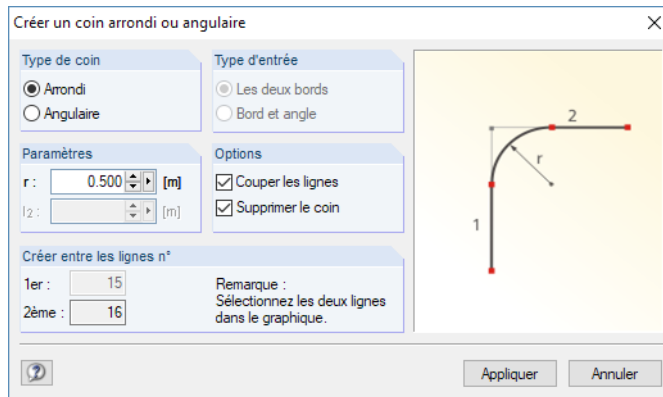 Créer un coin arrondi ou angulaire
Type de coin
Arrondi
Angulaire
Type d'entrée
Les deux bords
Bord et angle
Paramètres
r : 0.500 [m]
l2 : [m]
Options
Couper les lignes
Supprimer le coin
Créer entre les lignes n°
1er : 15
2ème : 16
Remarque :
Sélectionnez les deux lignes
dans le graphique.
2
r
1
Appliquer
Annuler